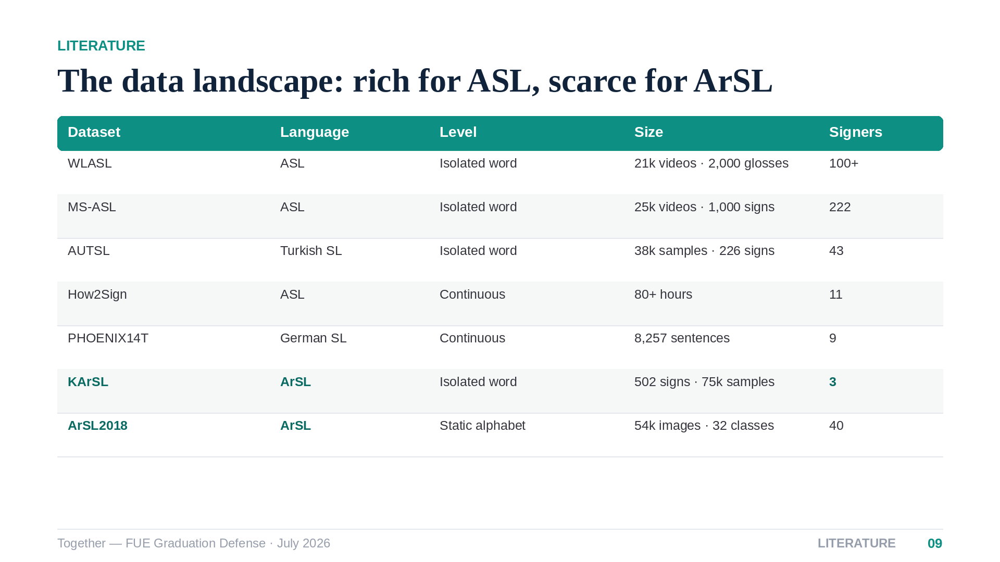 LITERATURE
The data landscape: rich for ASL, scarce for ArSL
Dataset Language Level Size Signers
WLASL ASL Isolated word 21k videos · 2,000 glosses 100+
MS-ASL ASL Isolated word 25k videos · 1,000 signs 222
AUTSL Turkish SL Isolated word 38k samples · 226 signs 43
How2Sign ASL Continuous 80+ hours 11
PHOENIX14T German SL Continuous 8,257 sentences 9
KArSL ArSL Isolated word 502 signs · 75k samples 3
ArSL2018 ArSL Static alphabet 54k images · 32 classes 40
Together — FUE Graduation Defense · July 2026 LITERATURE 09